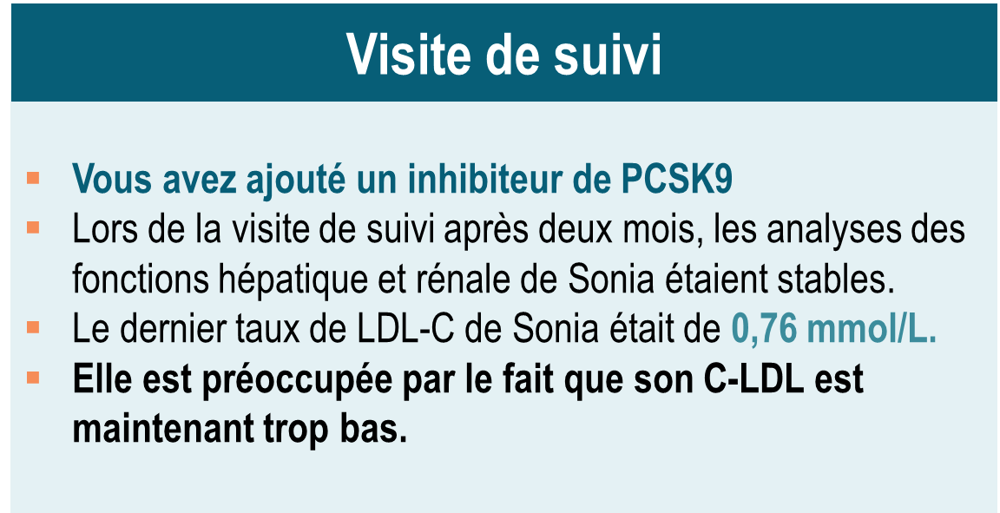 Visite de suivi
Vous avez ajouté un inhibiteur de PCSK9
Lors de la visite de suivi après deux mois, les analyses des
fonctions hépatique et rénale de Sonia étaient stables.
Le dernier taux de LDL-C de Sonia était de 0,76 mmol/L.
Elle est préoccupée par le fait que son C-LDL est
maintenant trop bas.